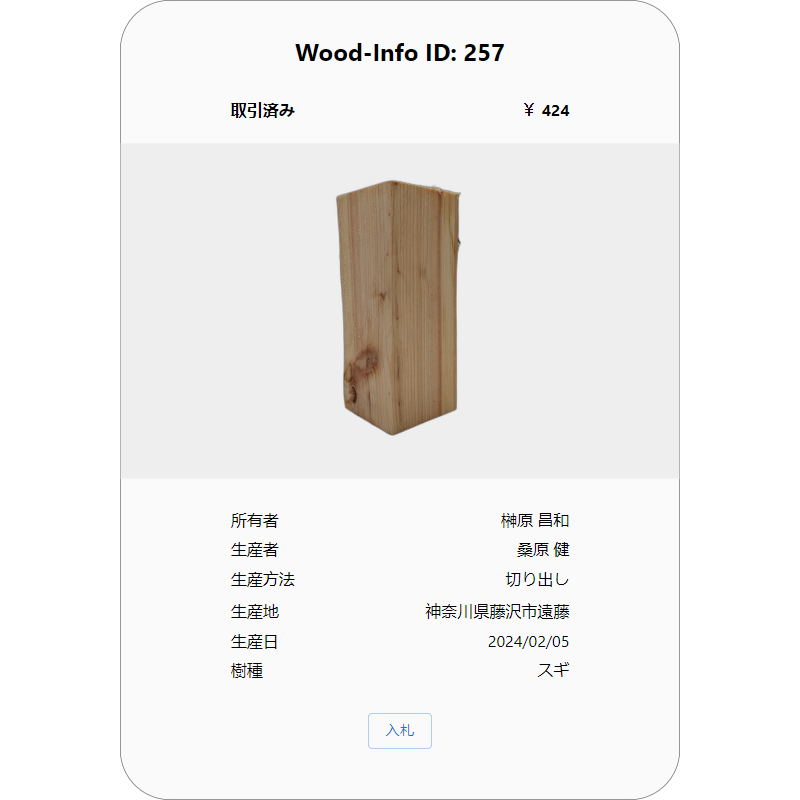 Wood-Info ID: 257
取引済み ¥ 424
所有者 榊原 昌和
生産者 桑原 健
生産方法 切り出し
生産地 神奈川県藤沢市遠藤
生産日 2024/02/05
樹種 スギ
入札